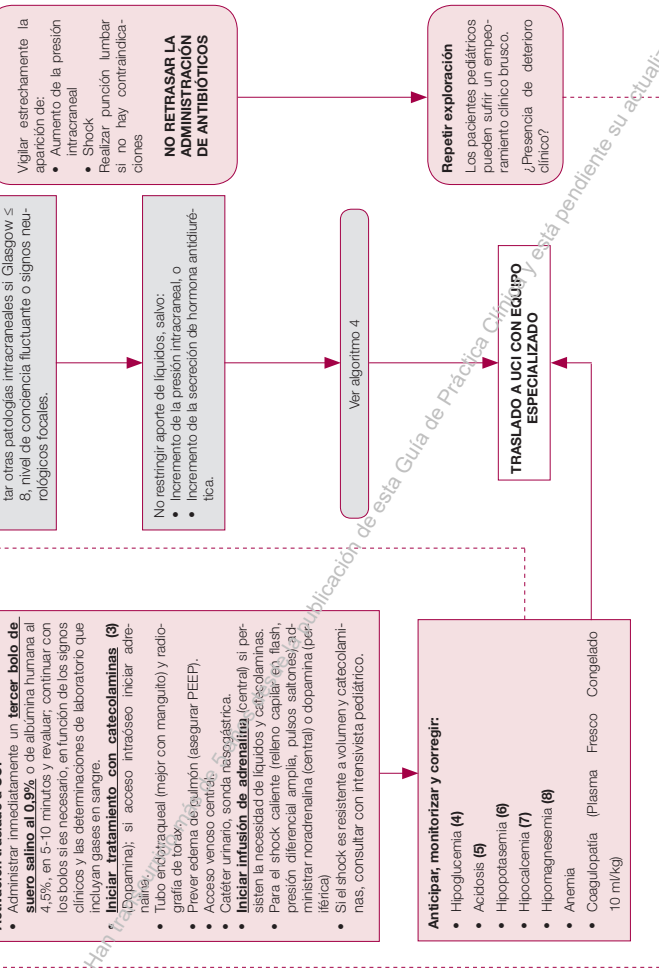 Administrar inmediatamente un tercer bolo de
suero salino al 0,9% o de albúmina humana al
4,5%, en 5-10 minutos y revaluar; continuar con
los bolos si es necesario, en función de los signos
clínicos y las determinaciones de laboratorio que
incluyan gases en sangre.
• Iniciar tratamiento con catecolaminas (3)
(Dopamina); si acceso intraóseo iniciar adre-
nalina.
• Tubo endotraqueal (mejor con manguito) y radio-
grafía de tórax.
• Prever edema de pulmón (asegurar PEEP).
• Acceso venoso central.
• Catéter urinario, sonda nasogástrica.
• Iniciar infusión de adrenalina (central) si per-
sisten la necesidad de líquidos y catecolaminas.
• Para el shock caliente (relleno capilar en flash,
presión diferencial amplia, pulsos saltones) ad-
ministrar noradrenalina (central) o dopamina (per-
iférica)
• Si el shock es resistente a volumen y catecolami-
nas, consultar con intensivista pediátrico.
Anticipar, monitorizar y corregir:
• Hipoglucemia (4)
• Acidosis (5)
• Hipopotasemia (6)
• Hipocalcemia (7)
• Hipomagnesemia (8)
• Anemia
• Coagulopatía (Plasma Fresco Congelado
10 ml/kg)
tar otras patologías intracraneales si Glasgow ≤
8, nivel de conciencia fluctuante o signos neu-
rológicos focales.
No restringir aporte de líquidos, salvo:
• Incremento de la presión intracraneal, o
• Incremento de la secreción de hormona antidiuré-
tica.
Ver algoritmo 4
TRASLADO A UCI CON EQUIPO
ESPECIALIZADO
Vigilar estrechamente la
aparición de:
• Aumento de la presión
intracraneal
• Shock
Realizar punción lumbar
si no hay contraindica-
ciones
NO RETRASAR LA
ADMINISTRACIÓN
DE ANTIBIÓTICOS
Repetir exploración
Los pacientes pediátricos
pueden sufrir un empeo-
ramiento clínico brusco.
¿Presencia de deterioro
clínico?
Han transcurrido más de 5 años desde la publicación de esta Guía de Práctica Clínica y está pendiente su actualiz